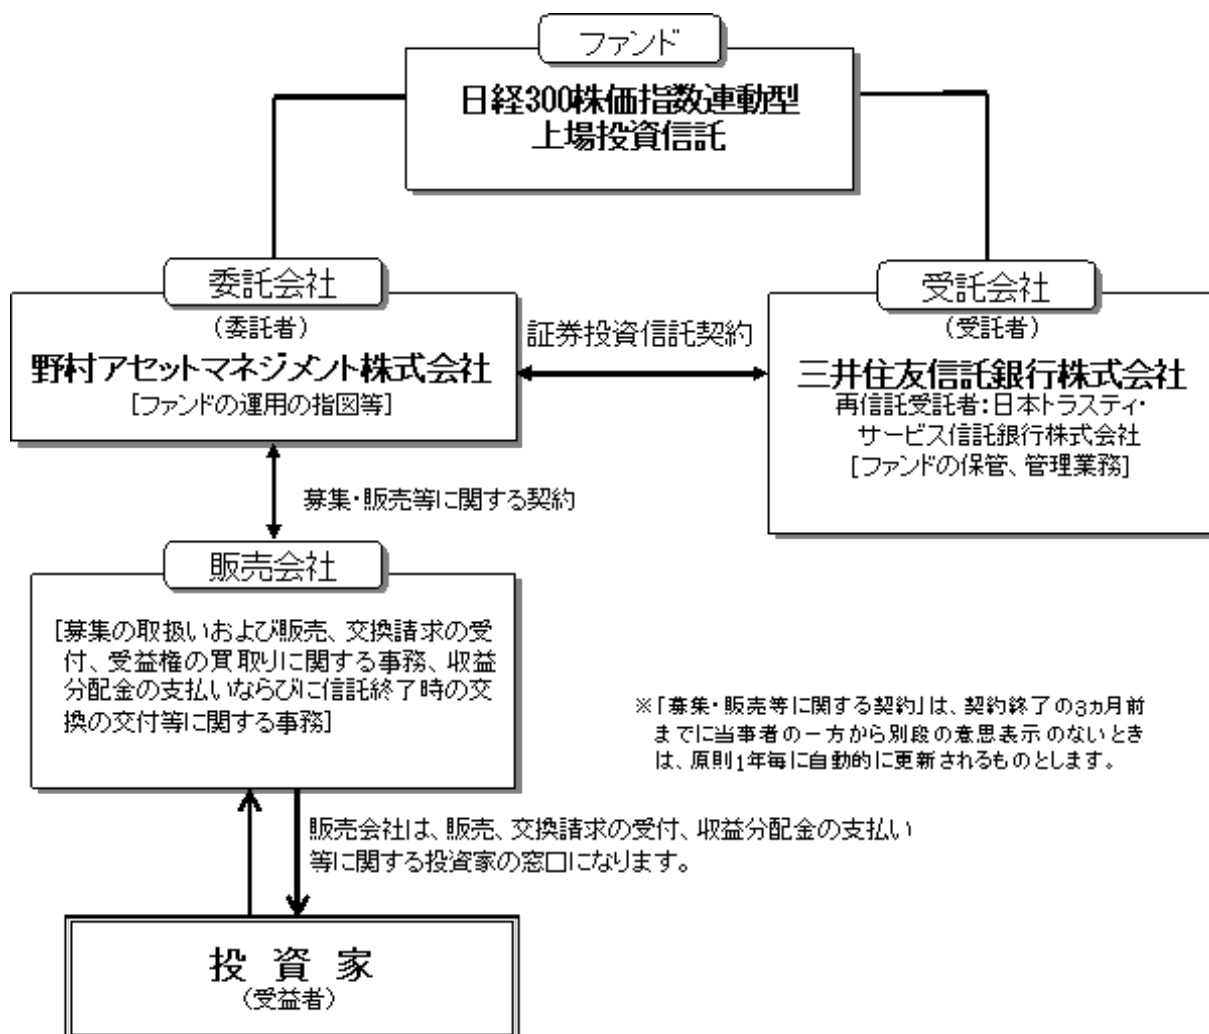 ファンド
日経300株価指数連動型
上場投資信託
委託会社
(委託者)
野村アセットマネジメント株式会社
[ファンドの運用の指図等]
証券投資信託契約
受託会社
(受託者)
三井住友信託銀行株式会社
再信託受託者:日本トラスティ・
サービス信託銀行株式会社
[ファンドの保管、管理業務]
募集・販売等に関する契約
販売会社
[募集の取扱いおよび販売、交換請求の受
付、受益権の買取りに関する事務、収益
分配金の支払いならびに信託終了時の交
換の交付等に関する事務]
※「募集・販売等に関する契約」は、契約終了の3ヵ月前
までに当事者の一方から別段の意思表示のないとき
は、原則1年毎に自動的に更新されるものとします。
販売会社は、販売、交換請求の受付、収益分配金の支払い
等に関する投資家の窓口になります。
投 資 家
(受益者)